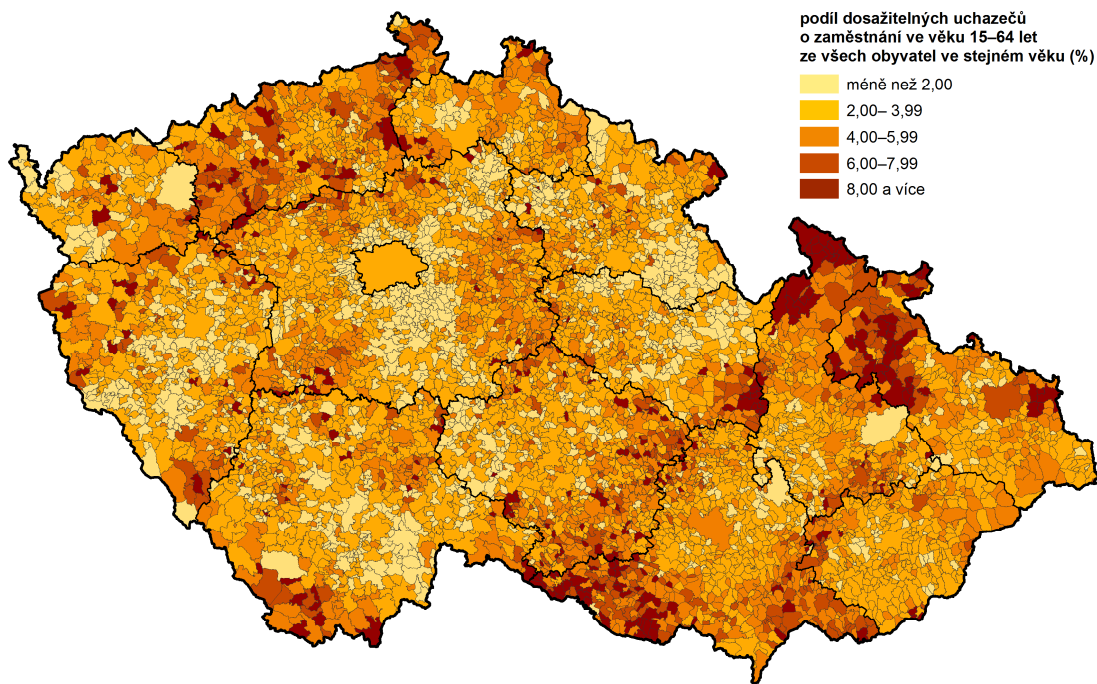 podíl dosažitelných uchazečů
o zaměstnání ve věku 15–64 let
ze všech obyvatel ve stejném věku (%)
méně než 2,00
2,00– 3,99
4,00–5,99
6,00–7,99
8,00 a více